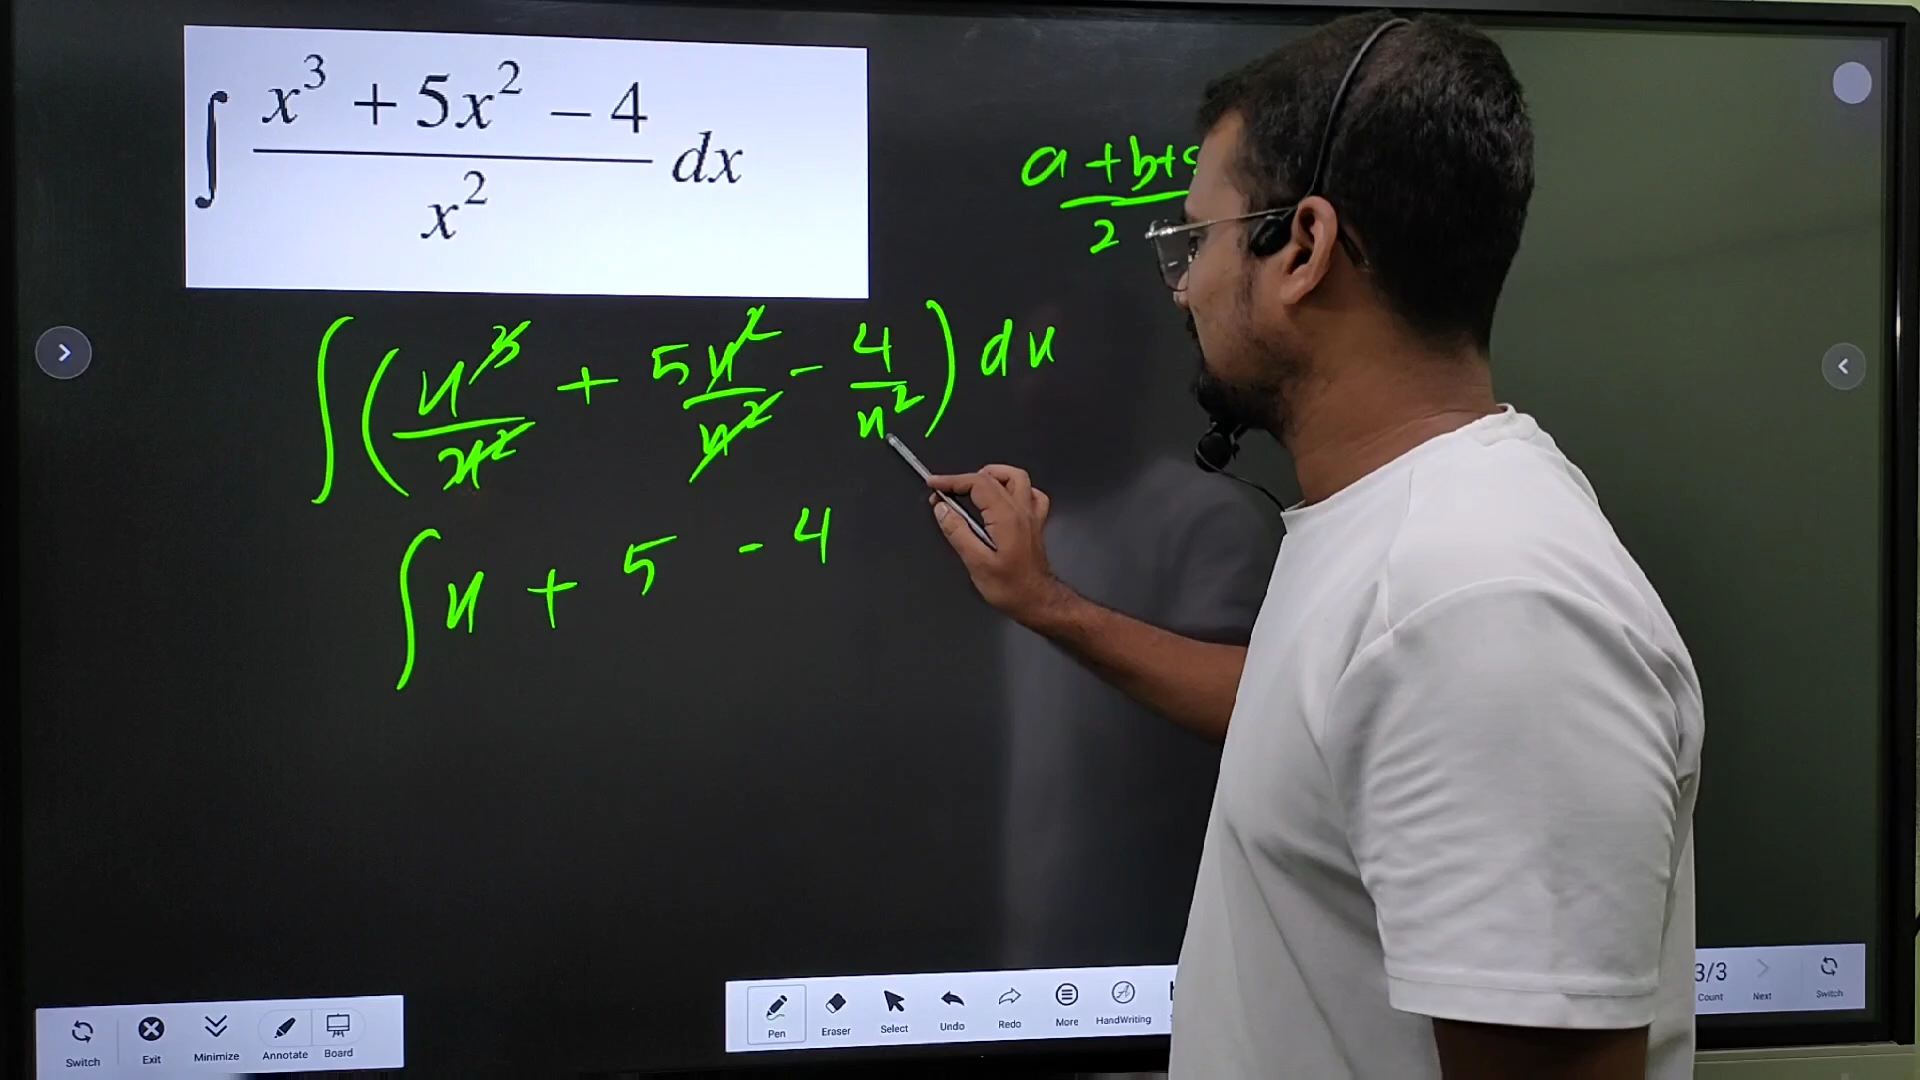 ∫ (x³ + 5x² − 4)/x² dx
a + b +
2
∫ ( x³/x² + 5x²/x² − 4/x² ) dx
∫ x + 5 − 4
Switch Exit Minimize Annotate Board
Pen Eraser Select Undo Redo More HandWriting
3/3
Count Next Switch